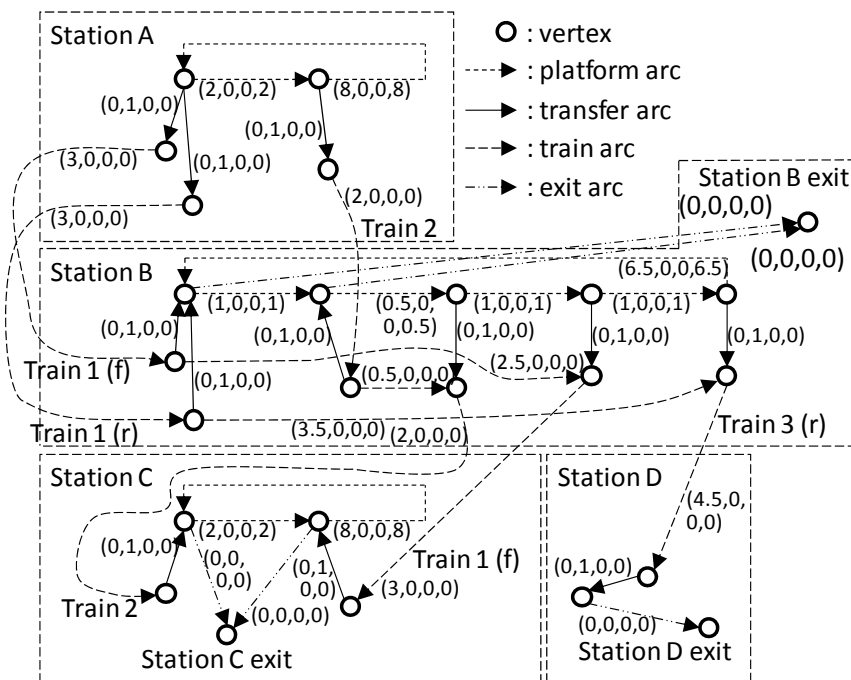 Station A
: vertex
: platform arc
: transfer arc
: train arc
: exit arc
(0,1,0,0)
(2,0,0,2)
(8,0,0,8)
(0,1,0,0)
(3,0,0,0)
(0,1,0,0)
(2,0,0,0)
(3,0,0,0)
Train 2
Station B exit
(0,0,0,0)
(0,0,0,0)
Station B
(6.5,0,0,6.5)
(1,0,0,1)
(0.5,0,
0,0.5)
(1,0,0,1)
(1,0,0,1)
(0,1,0,0)
(0,1,0,0)
(0,1,0,0)
(0,1,0,0)
(0,1,0,0)
Train 1 (f)
(0,1,0,0)
(0.5,0,0,0)
(2.5,0,0,0)
Train 1 (r)
(3.5,0,0,0)
(2,0,0,0)
Train 3 (r)
Station C
Station D
(2,0,0,2)
(8,0,0,8)
(4.5,0,
0,0)
(0,1,0,0)
(0,0,
0,0)
(0,1,
0,0)
Train 1 (f)
(3,0,0,0)
(0,1,0,0)
Train 2
(0,0,0,0)
(0,0,0,0)
Station C exit
Station D exit